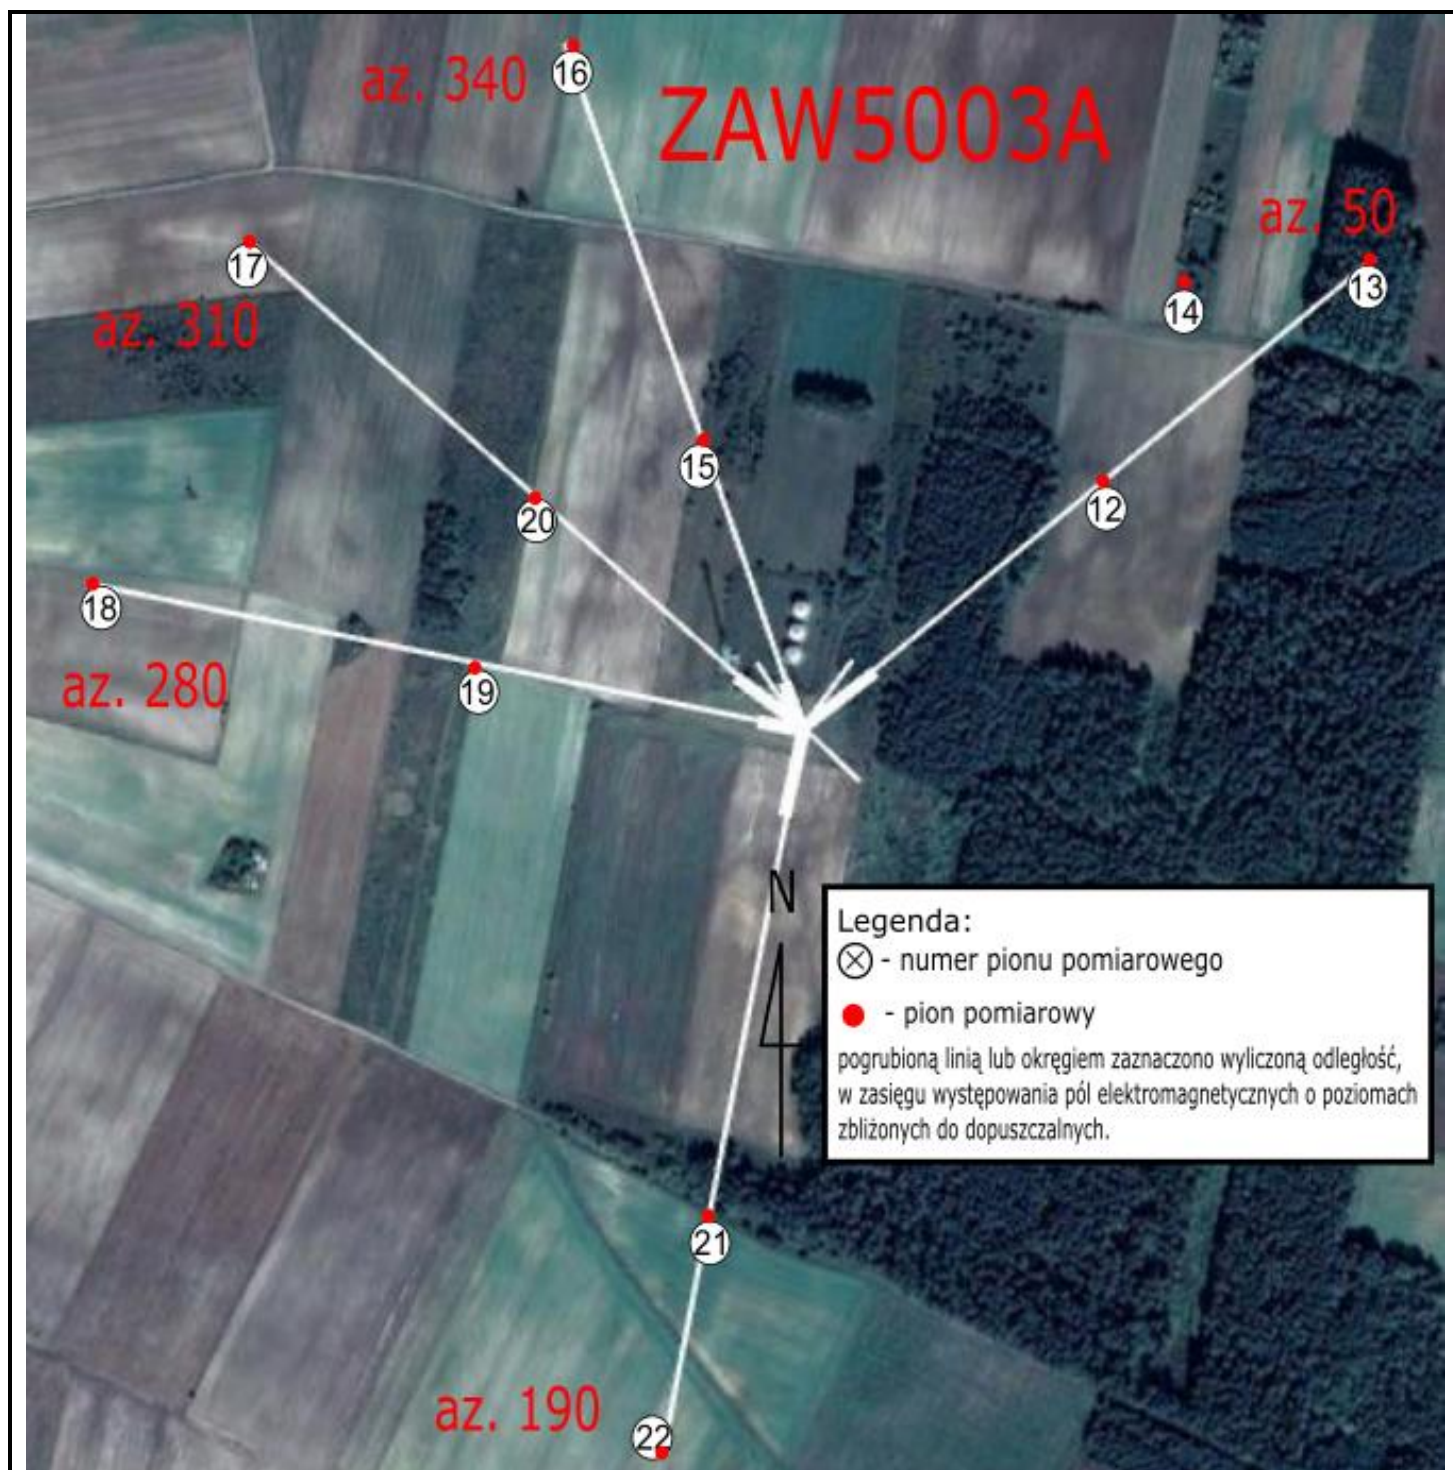 az. 340
16
ZAW5003A
az. 50
17
13
14
az. 310
15
12
20
18
19
az. 280
N
Legenda:
- numer pionu pomiarowego
- pion pomiarowy
pogrubioną linią lub okręgiem zaznaczono wyliczoną odległość,
w zasięgu występowania pól elektromagnetycznych o poziomach
zbliżonych do dopuszczalnych.
21
az. 190
22